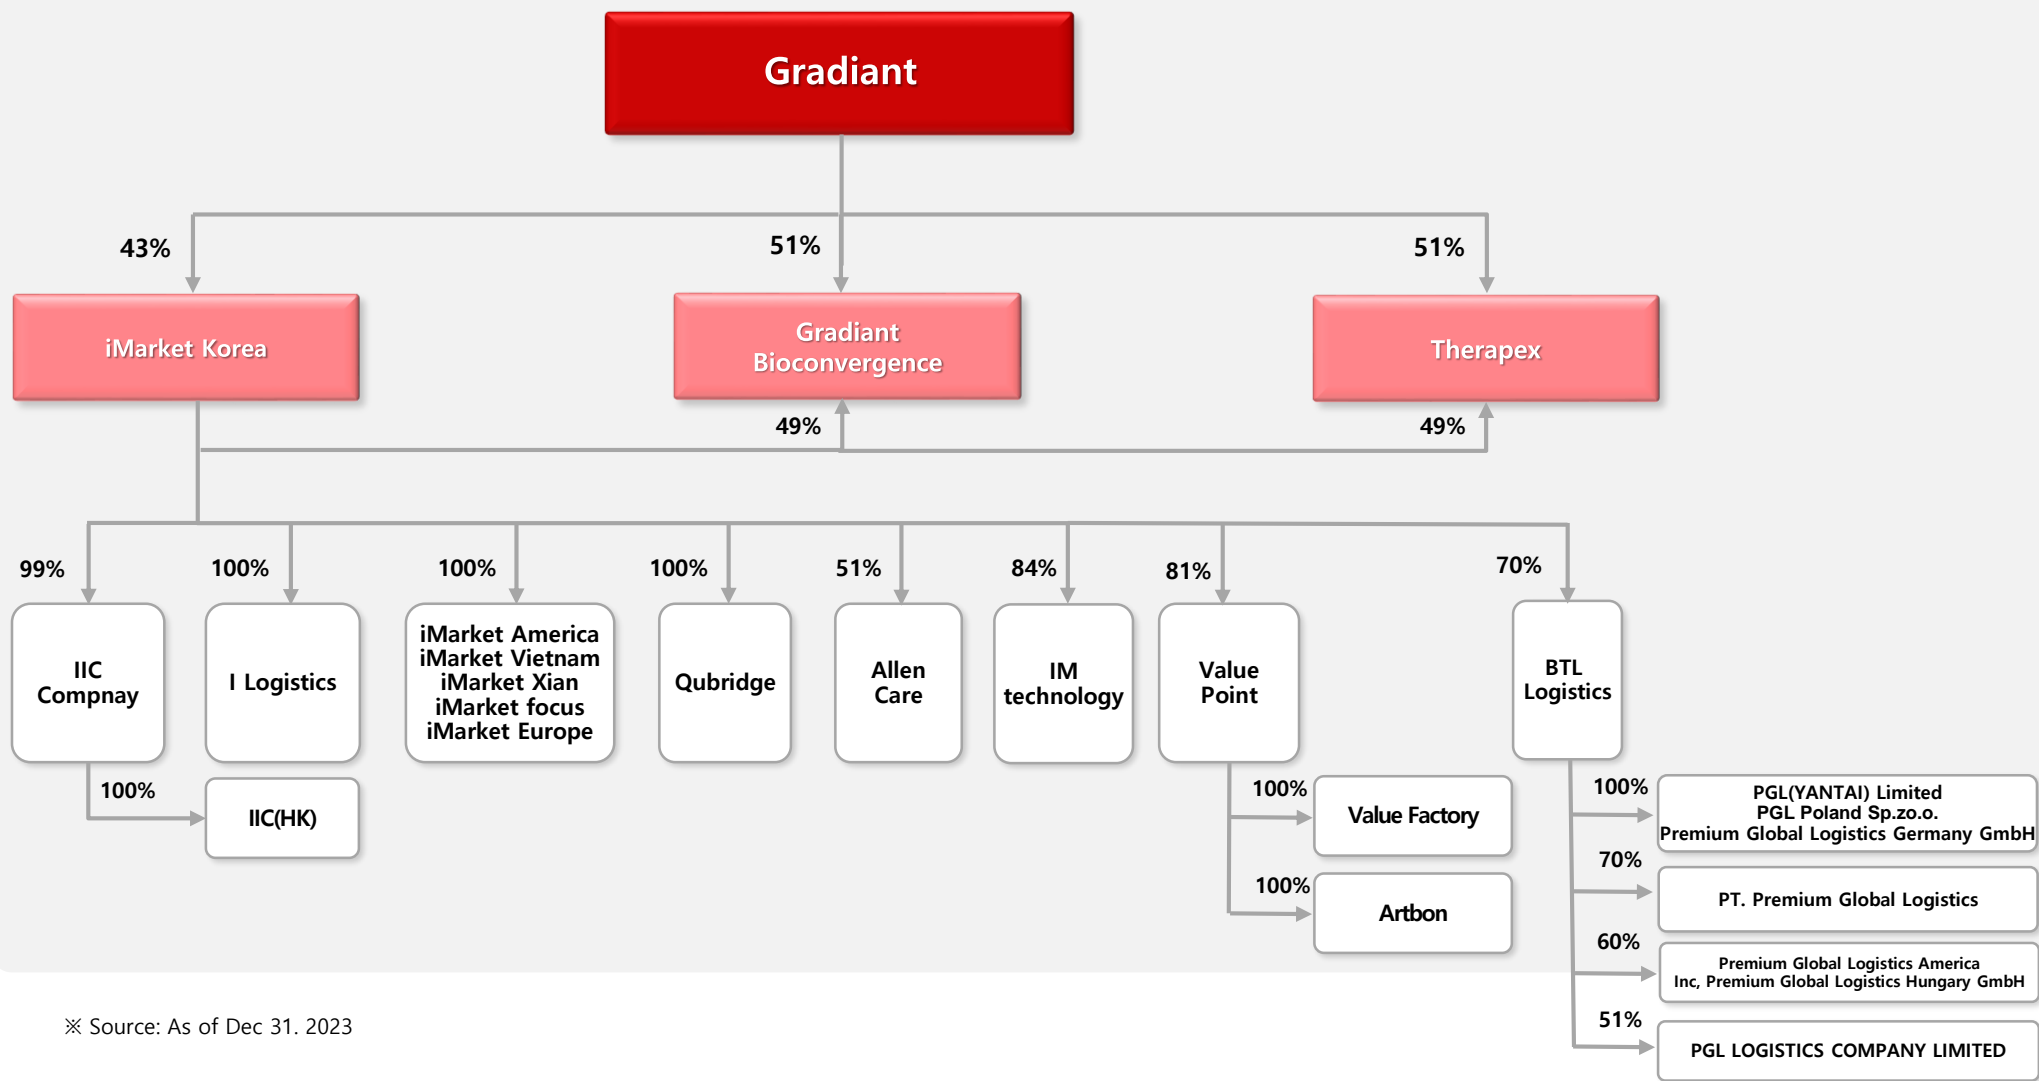 Gradiant
43%
51%
51%
iMarket Korea
Gradiant
Bioconvergence
Therapex
49%
49%
99%
100%
100%
100%
51%
84%
81%
70%
IIC
Compnay
I Logistics
iMarket America
iMarket Vietnam
iMarket Xian
iMarket focus
iMarket Europe
Qubridge
Allen
Care
IM
technology
Value
Point
BTL
Logistics
100%
IIC(HK)
100%
Value Factory
100%
Artbon
100%
PGL(YANTAI) Limited
PGL Poland Sp.zo.o.
Premium Global Logistics Germany GmbH
70%
PT. Premium Global Logistics
60%
Premium Global Logistics America
Inc, Premium Global Logistics Hungary GmbH
51%
PGL LOGISTICS COMPANY LIMITED
※ Source: As of Dec 31. 2023